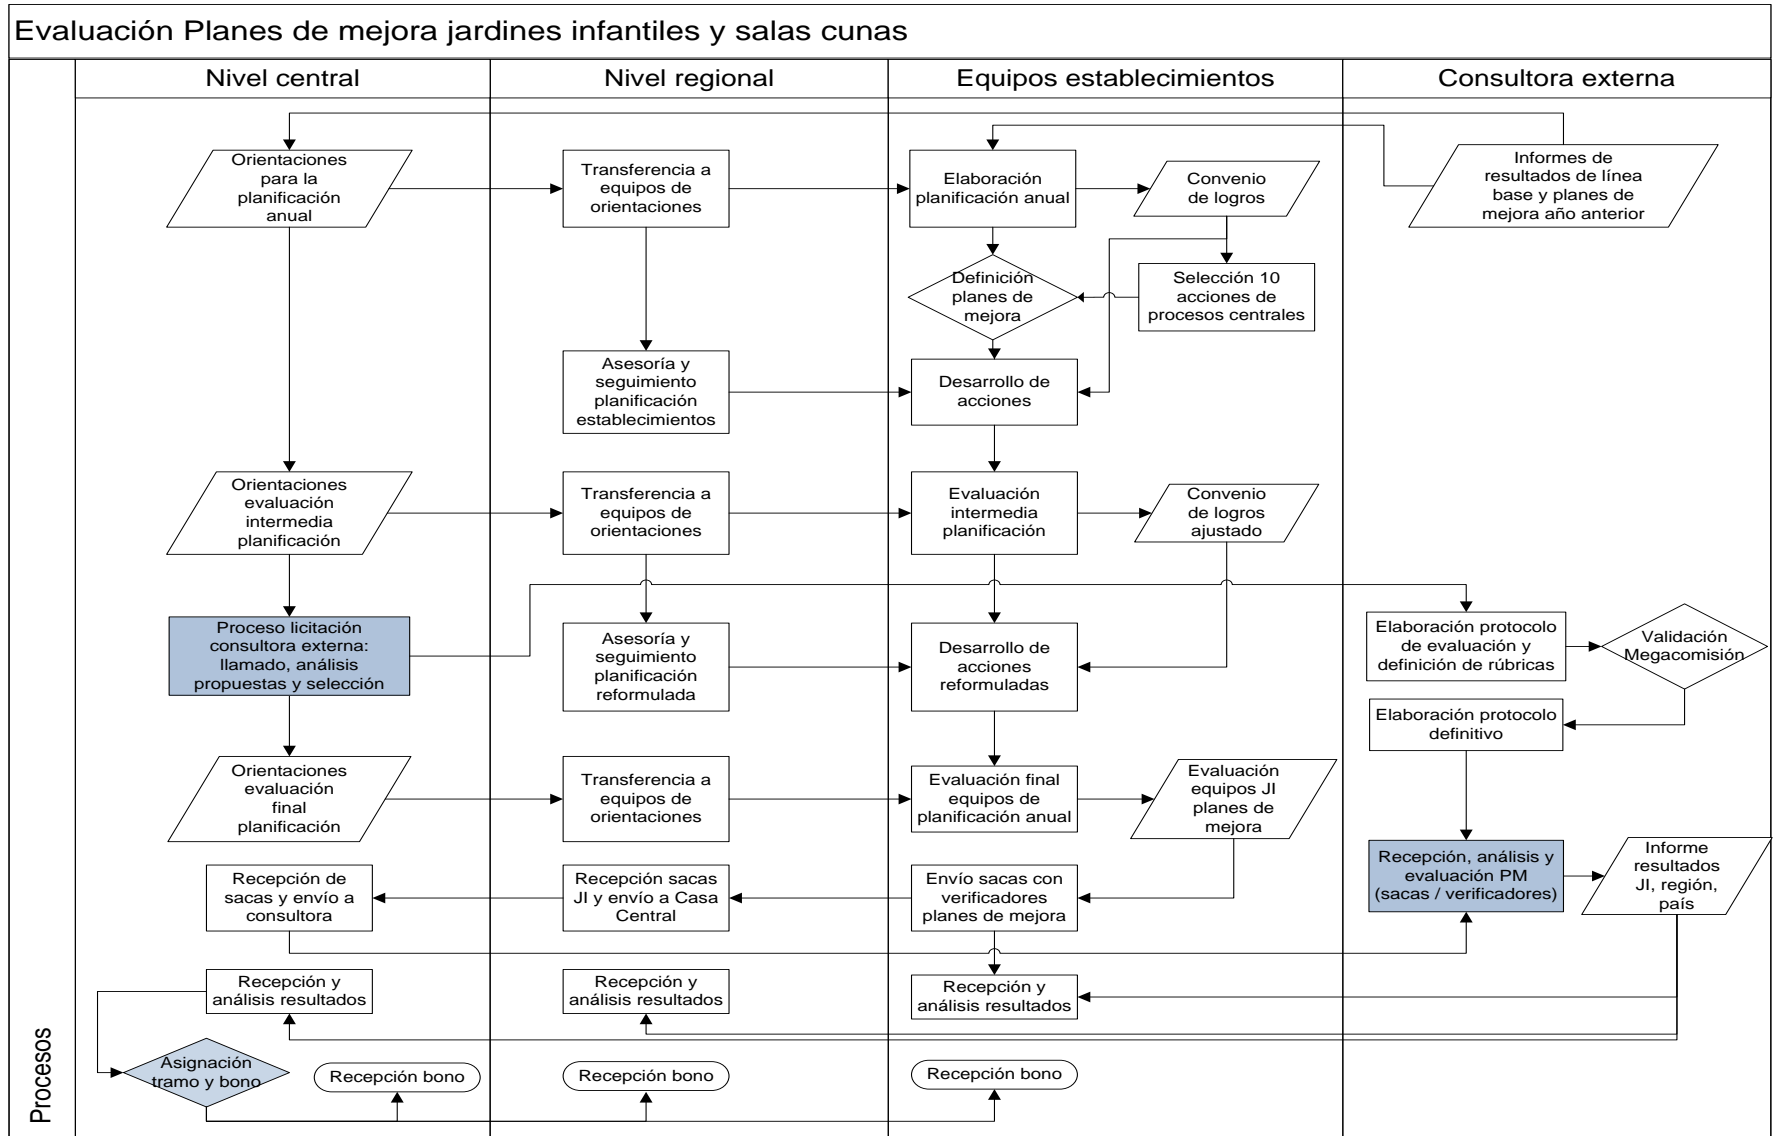 Evaluación Planes de mejora jardines infantiles y salas cunas
Nivel central
Nivel regional
Equipos establecimientos
Consultora externa
Procesos
Orientaciones
para la
planificación
anual
Transferencia a
equipos de
orientaciones
Elaboración
planificación anual
Convenio
de logros
Informes de
resultados de línea
base y planes de
mejora año anterior
Definición
planes de
mejora
Selección 10
acciones de
procesos centrales
Asesoría y
seguimiento
planificación
establecimientos
Desarrollo de
acciones
Orientaciones
evaluación
intermedia
planificación
Transferencia a
equipos de
orientaciones
Evaluación
intermedia
planificación
Convenio
de logros
ajustado
Proceso licitación
consultora externa:
llamado, análisis
propuestas y selección
Asesoría y
seguimiento
planificación
reformulada
Desarrollo de
acciones
reformuladas
Elaboración protocolo
de evaluación y
definición de rúbricas
Validación
Megacomisión
Elaboración protocolo
definitivo
Orientaciones
evaluación
final
planificación
Transferencia a
equipos de
orientaciones
Evaluación final
equipos de
planificación anual
Evaluación
equipos JI
planes de
mejora
Recepción de
sacas y envío a
consultora
Recepción sacas
JI y envío a Casa
Central
Envío sacas con
verificadores
planes de mejora
Recepción, análisis y
evaluación PM
(sacas / verificadores)
Informe
resultados
JI, región,
país
Recepción y
análisis resultados
Recepción y
análisis resultados
Recepción y
análisis resultados
Asignación
tramo y bono
Recepción bono
Recepción bono
Recepción bono